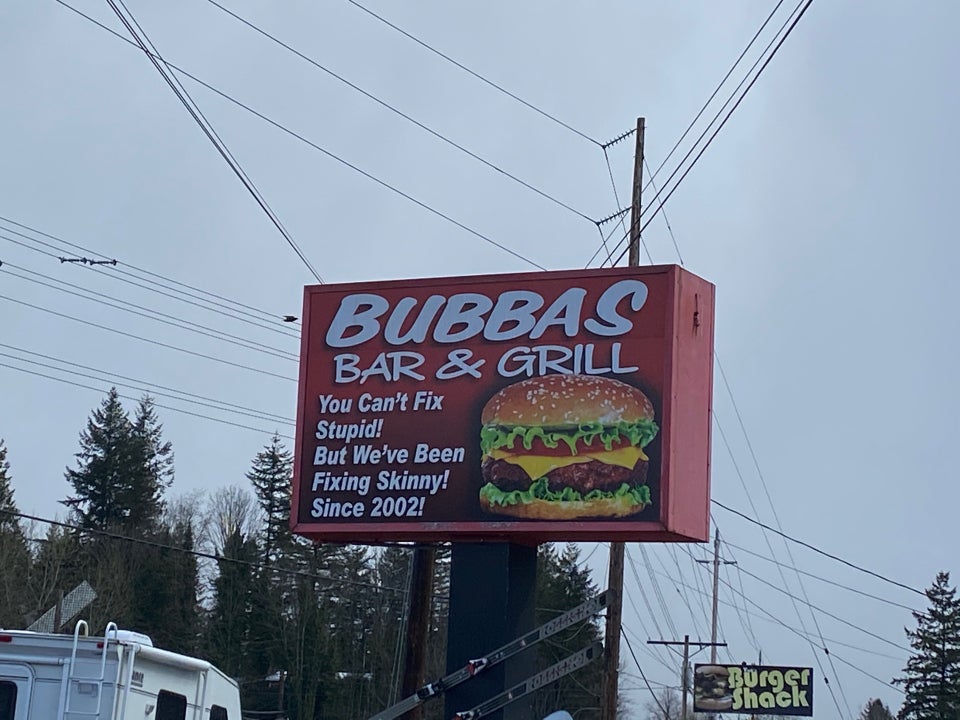 BUBBAS
BAR & GRILL
You Can't Fix
Stupid!
But We've Been
Fixing Skinny!
Since 2002!
Burger
Shack